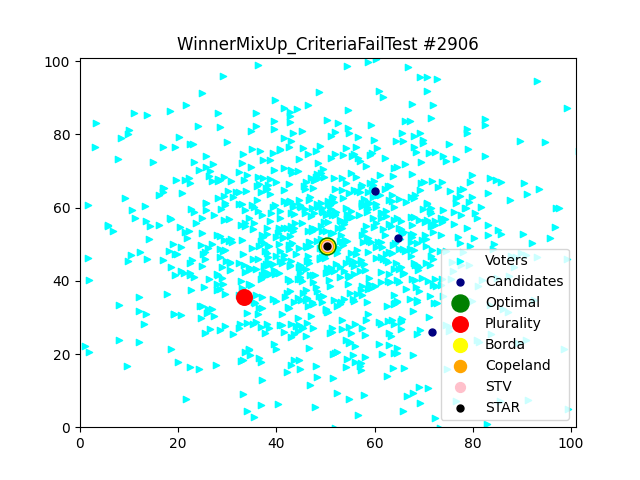 WinnerMixUp_CriteriaFailTest #2906
100
80
60
40
20
0
0
20
40
60
80
100
Voters
Candidates
Optimal
Plurality
Borda
Copeland
STV
STAR